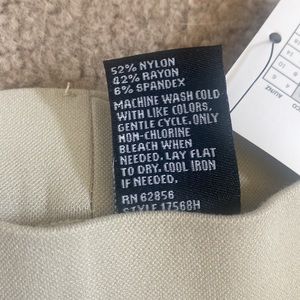 52% NYLON
42% RAYON
6% SPANDEX
MACHINE WASH COLD
WITH LIKE COLORS,
GENTLE CYCLE. ONLY
NON-CHLORINE
BLEACH WHEN
NEEDED. LAY FLAT
TO DRY. COOL IRON
IF NEEDED.
RN 62856
STYLE 17568H